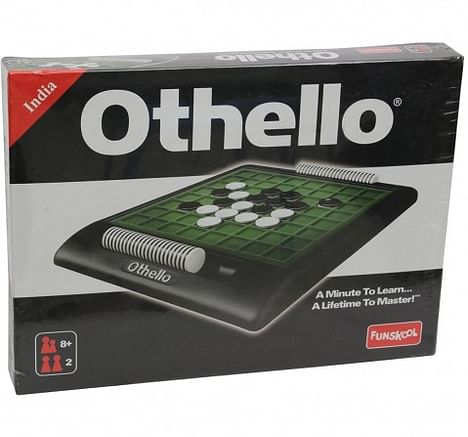 India
Othello®
Othello
A Minute To Learn...
A Lifetime To Master!™
FUNSKOOL
8+
2